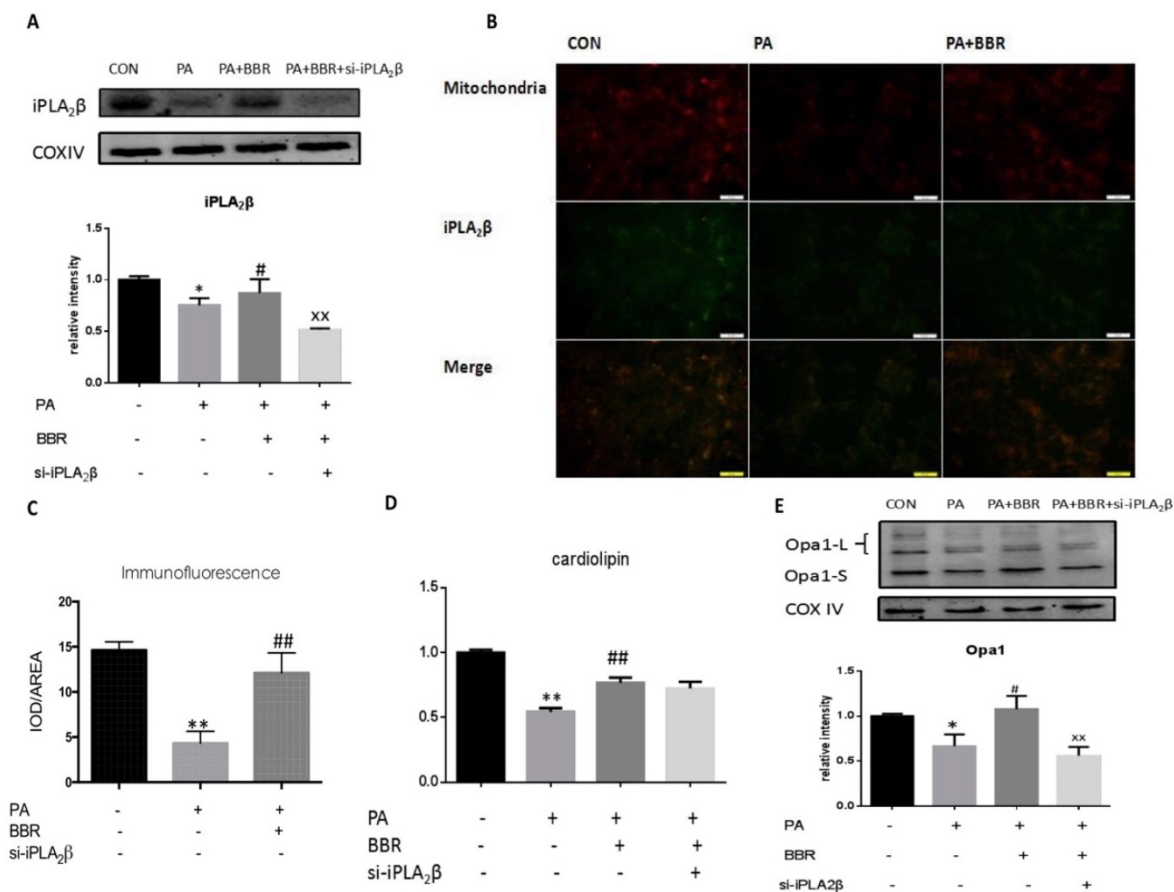 A
CON PA PA+BBR PA+BBR+si-iPLA₂β
iPLA₂β
COXIV
iPLA₂β
relative intensity
1.5
1.0
0.5
0.0
* # xx
PA - + + +
BBR - - + +
si-iPLA₂β - - - +
B
CON PA PA+BBR
Mitochondria
iPLA₂β
Merge
C
Immunofluorescence
IOD/AREA
20
15
10
5
0
** ##
PA - + +
BBR - - +
si-iPLA₂β - - -
D
cardiolipin
1.5
1.0
0.5
0.0
** ##
PA - + + +
BBR - - + +
si-iPLA₂β - - - +
E
CON PA PA+BBR PA+BBR+si-iPLA₂β
Opa1-L
Opa1-S
COX IV
Opa1
relative intensity
1.5
1.0
0.5
0.0
* # xx
PA - + + +
BBR - - + +
si-iPLA2β - - - +